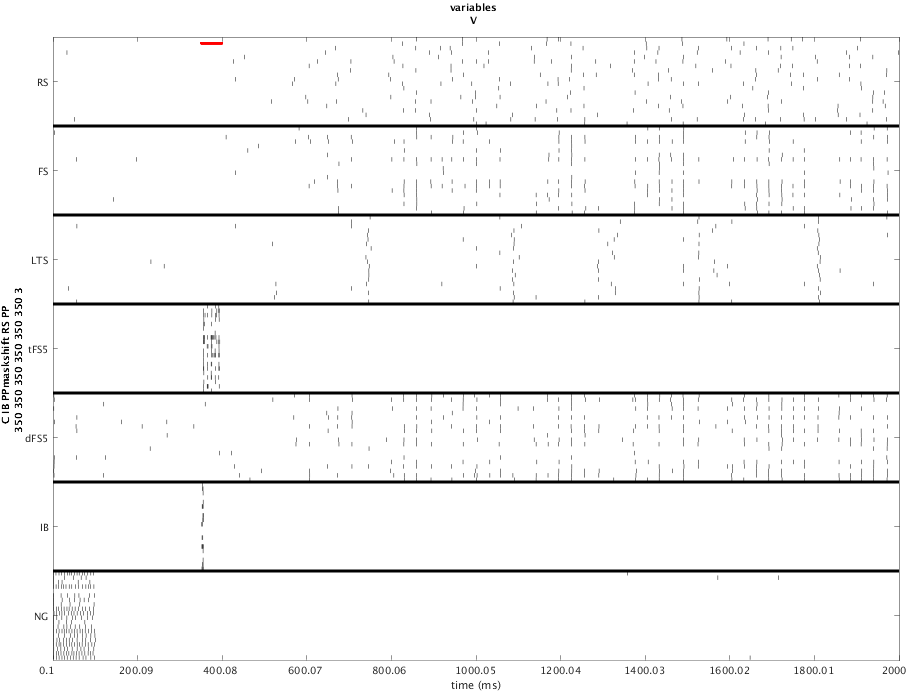 variables
V
RS
FS
LTS
tFS5
dFS5
IB
NG
C IB PPmaskshift RS PP
350 350 350 350 350 350 3
0.1 200.09 400.08 600.07 800.06 1000.05 1200.04 1400.03 1600.02 1800.01 2000
time (ms)